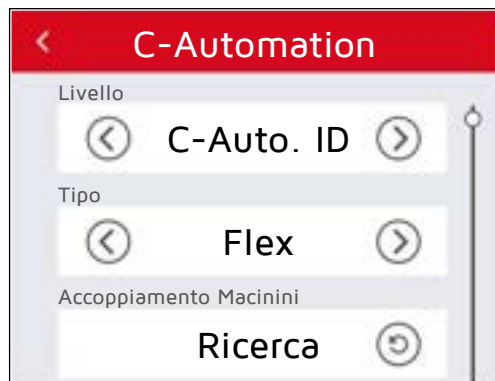 C-Automation
Livello
C-Auto. ID
Tipo
Flex
Accoppiamento Macinini
Ricerca